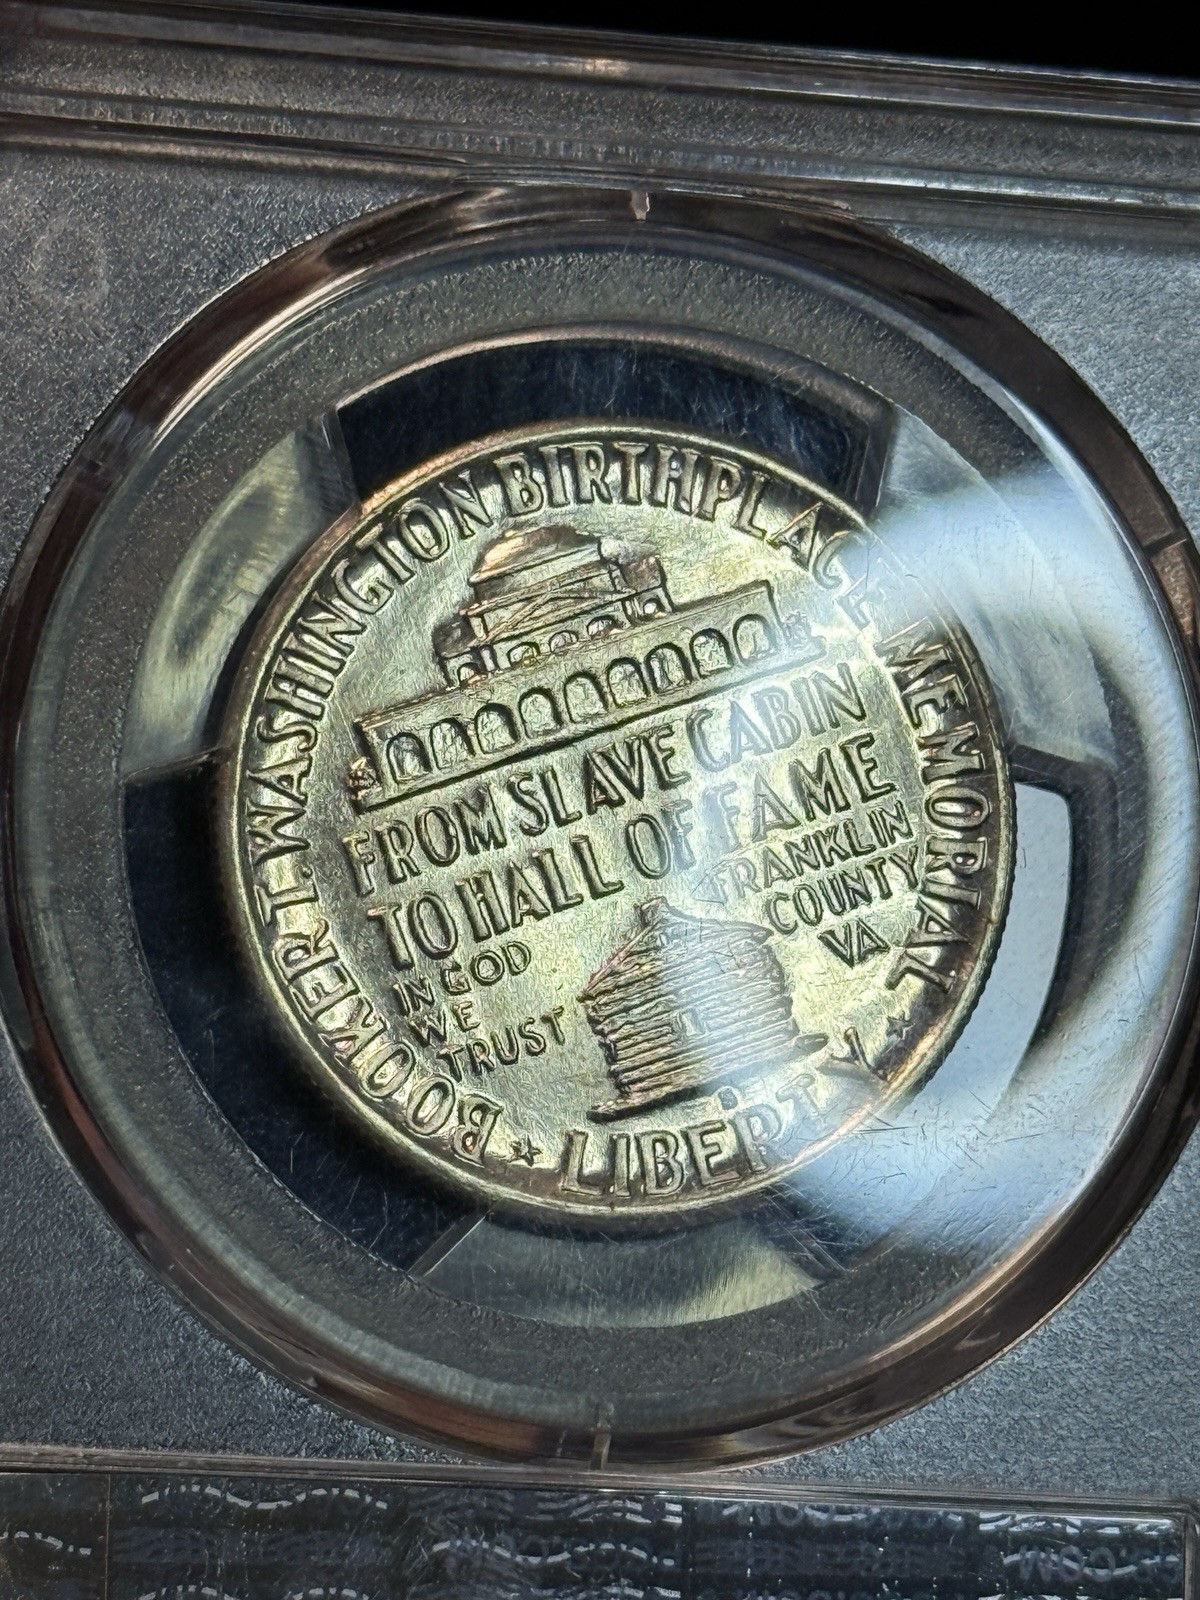 BOOKER T. WASHINGTON BIRTHPLACE MEMORIAL
FROM SLAVE CABIN
TO HALL OF FAME
FRANKLIN
COUNTY
VA
IN GOD
WE
TRUST
LIBERTY
.COM